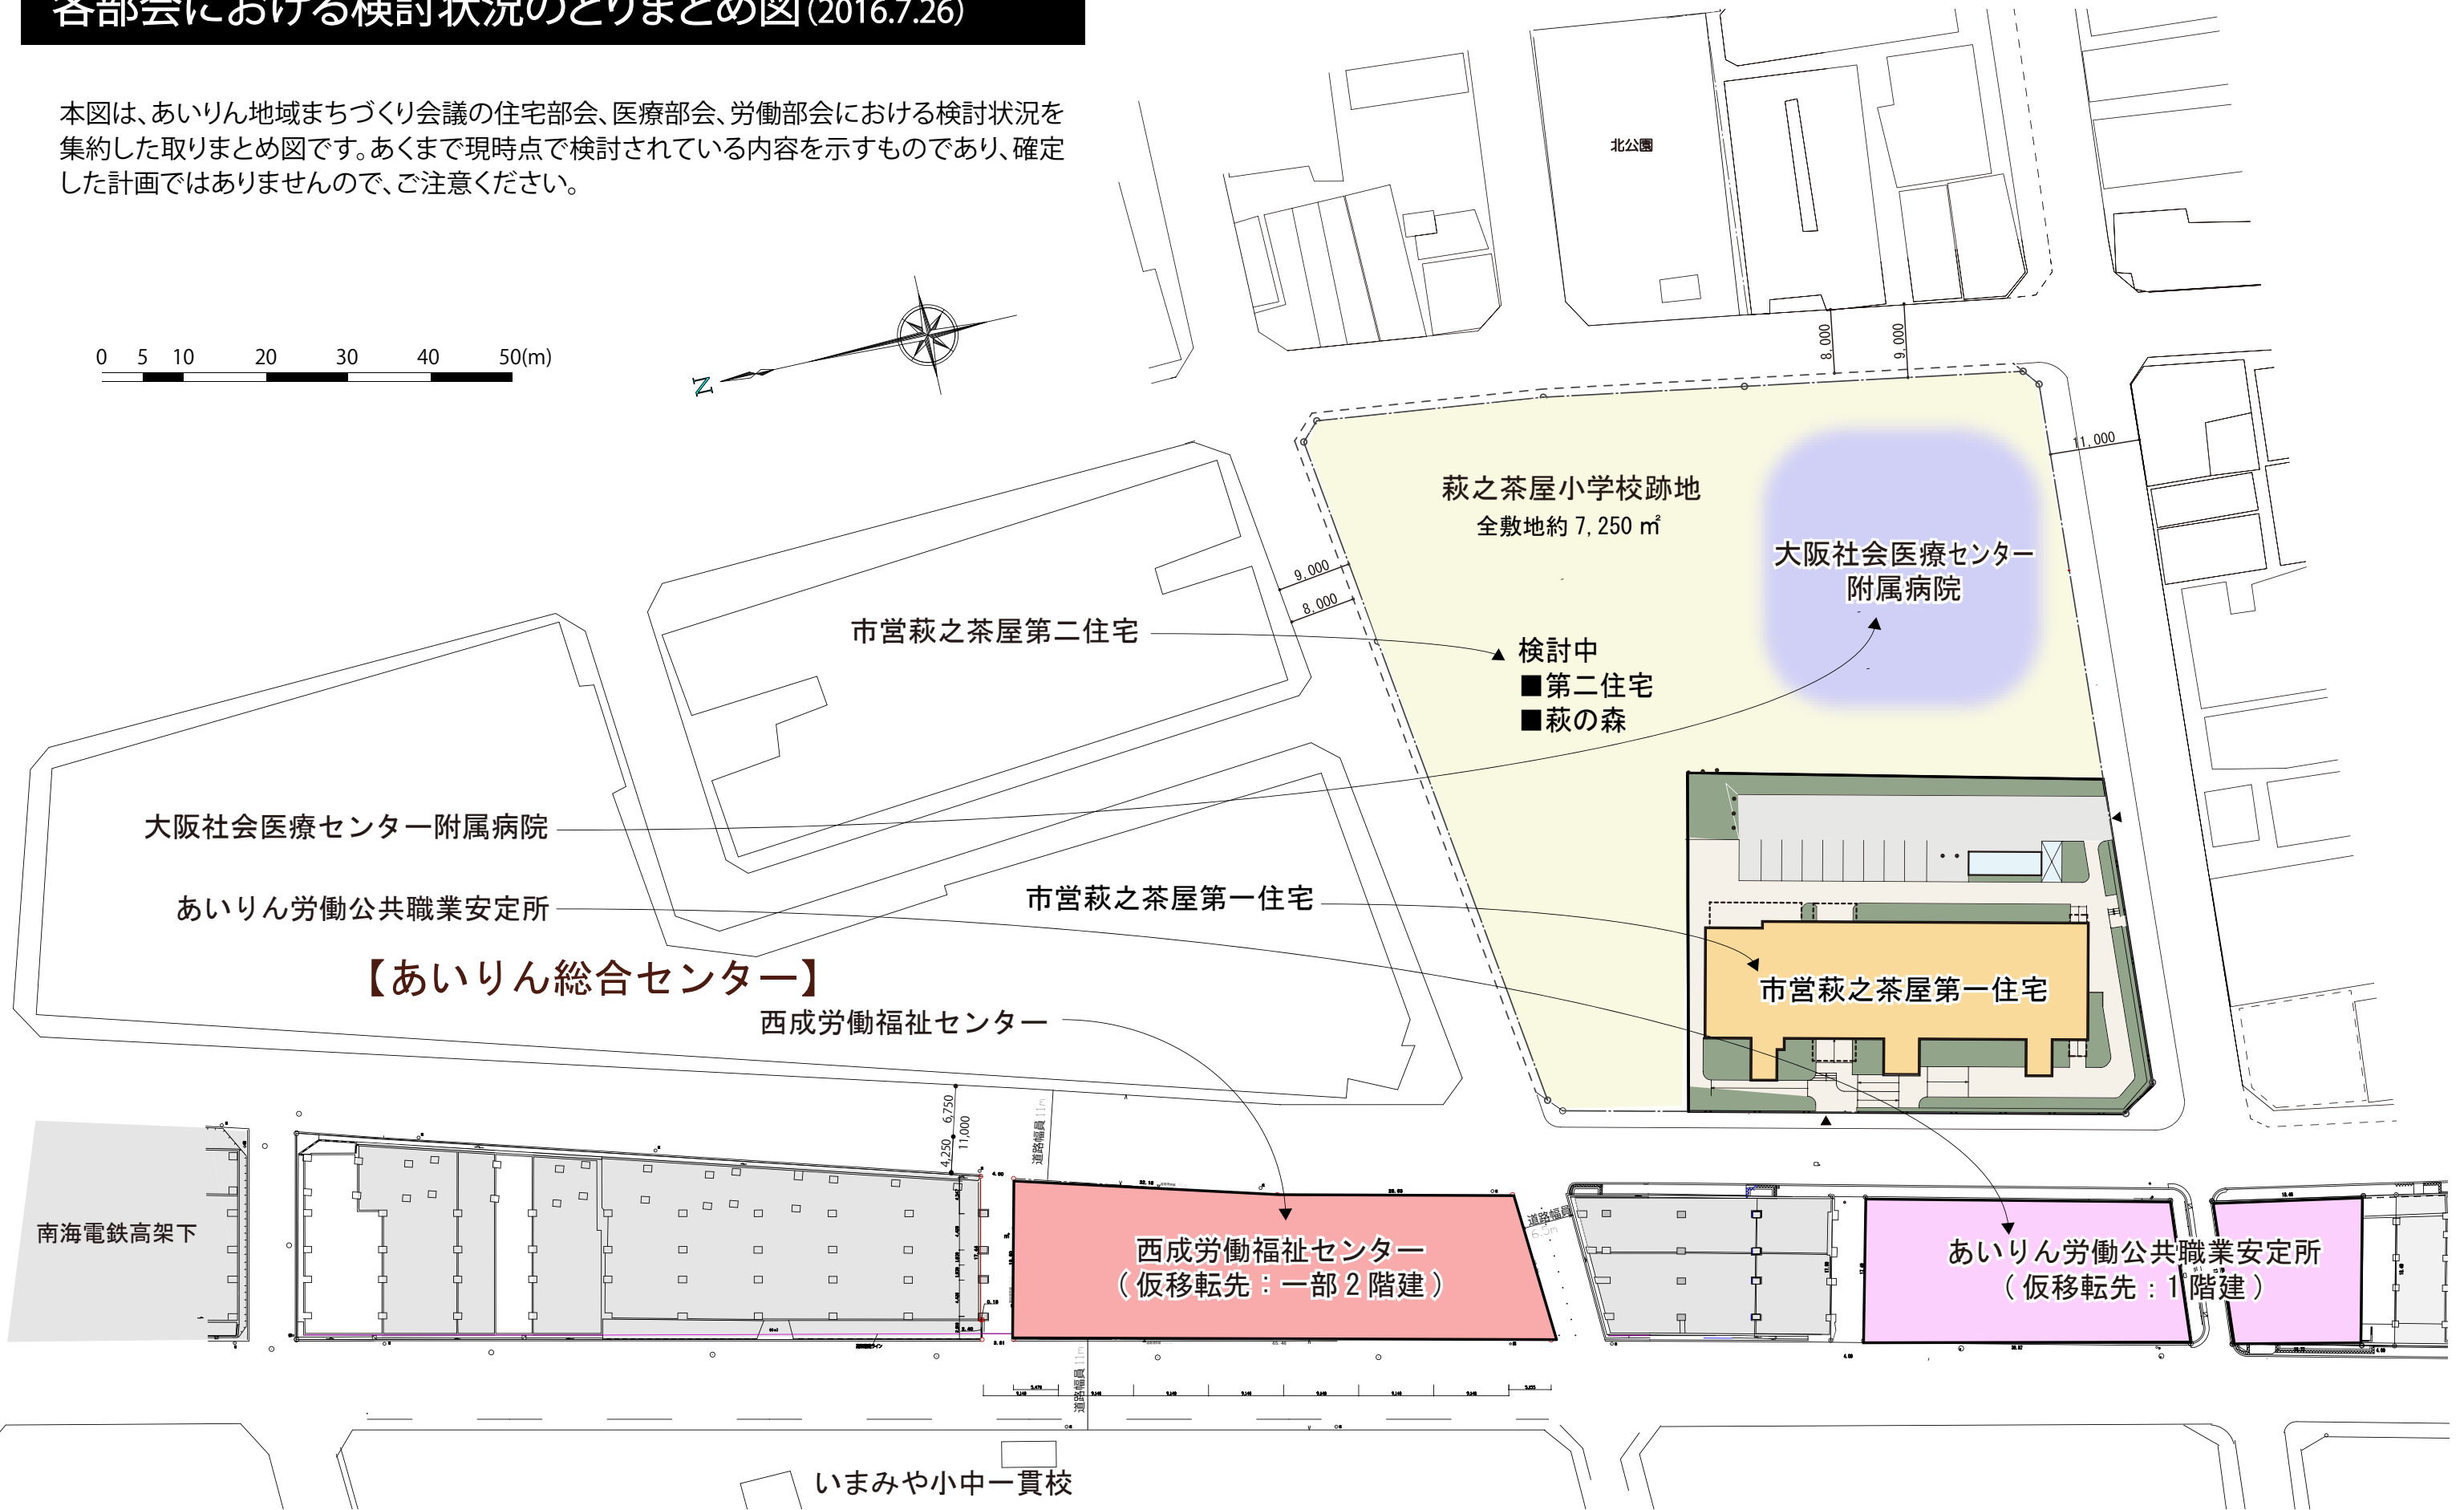 各部会における検討状況のとりまとめ図(2016.7.26)
本図は、あいりん地域まちづくり会議の住宅部会、医療部会、労働部会における検討状況を
集約した取りまとめ図です。あくまで現時点で検討されている内容を示すものであり、確定
した計画ではありませんので、ご注意ください。
北公園
0 5 10 20 30 40 50(m)
N
8,000
9,000
11,000
萩之茶屋小学校跡地
全敷地約 7,250 ㎡
大阪社会医療センター
附属病院
9,000
8,000
市営萩之茶屋第二住宅
検討中
■第二住宅
■萩の森
大阪社会医療センター附属病院
あいりん労働公共職業安定所
市営萩之茶屋第一住宅
【あいりん総合センター】
西成労働福祉センター
市営萩之茶屋第一住宅
4,250 6,750
11,000
道路幅員 11m
南海電鉄高架下
西成労働福祉センター
（仮移転先：一部２階建）
道路幅員
6.5m
あいりん労働公共職業安定所
（仮移転先：１階建）
道路幅員 11m
いまみや小中一貫校